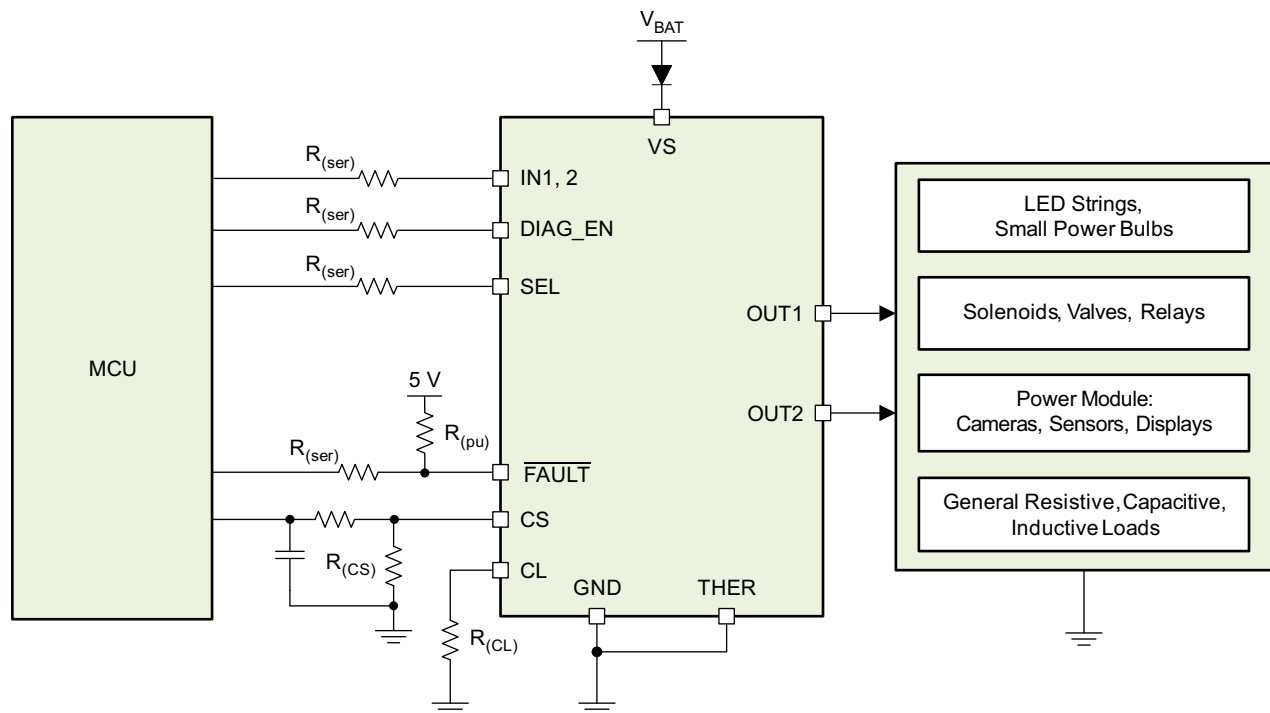 V_BAT
VS
MCU
R_(ser)
IN1, 2
R_(ser)
DIAG_EN
R_(ser)
SEL
5 V
R_(pu)
R_(ser)
FAULT
CS
R_(CS)
CL
R_(CL)
GND
THER
OUT1
OUT2
LED Strings,
Small Power Bulbs
Solenoids, Valves, Relays
Power Module:
Cameras, Sensors, Displays
General Resistive, Capacitive,
Inductive Loads